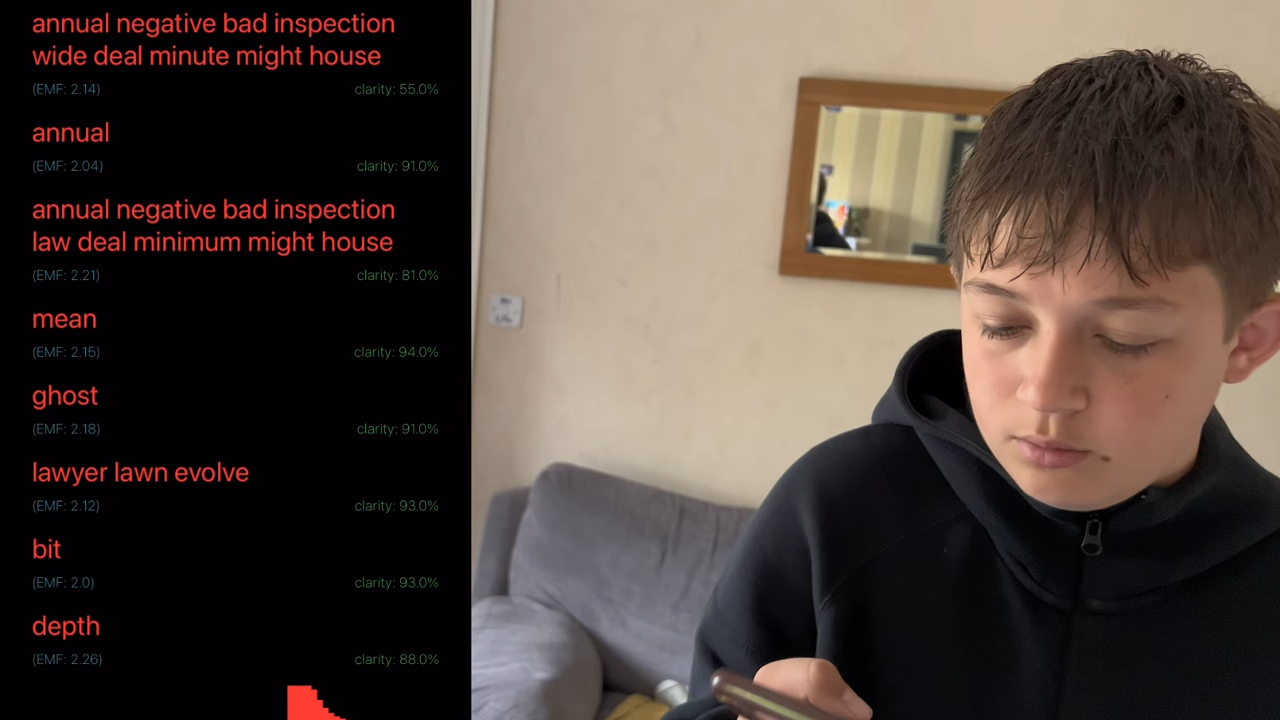 annual negative bad inspection
wide deal minute might house
(EMF: 2.14) clarity: 55.0%
annual
(EMF: 2.04) clarity: 91.0%
annual negative bad inspection
law deal minimum might house
(EMF: 2.21) clarity: 81.0%
mean
(EMF: 2.15) clarity: 94.0%
ghost
(EMF: 2.18) clarity: 91.0%
lawyer lawn evolve
(EMF: 2.12) clarity: 93.0%
bit
(EMF: 2.0) clarity: 93.0%
depth
(EMF: 2.26) clarity: 88.0%